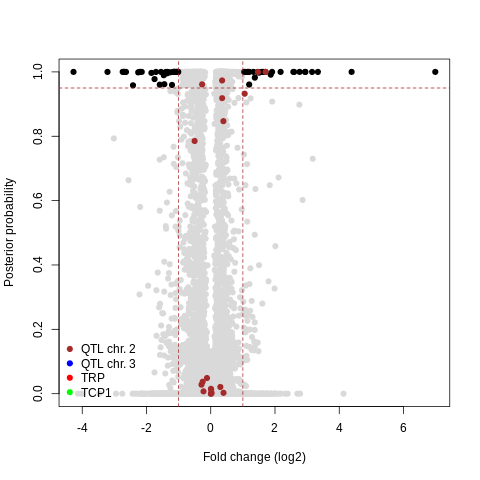 1.0
0.8
0.6
0.4
0.2
0.0
Posterior probability
QTL chr. 2
QTL chr. 3
TRP
TCP1
-4 -2 0 2 4 6
Fold change (log2)